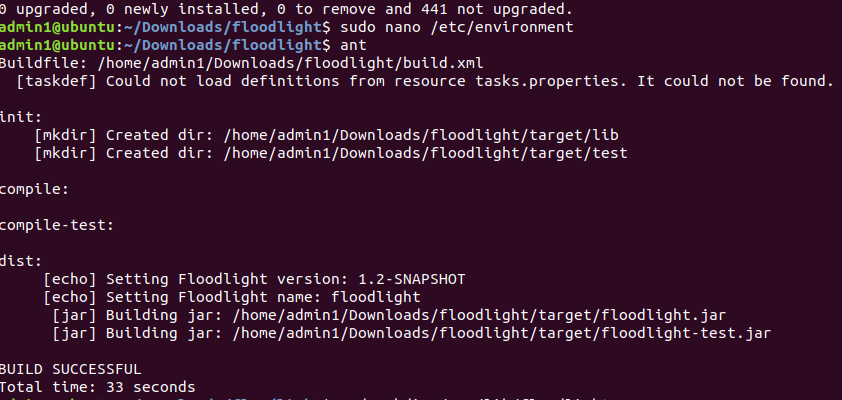 0 upgraded, 0 newly installed, 0 to remove and 441 not upgraded.
admin1@ubuntu:~/Downloads/floodlight$ sudo nano /etc/environment
admin1@ubuntu:~/Downloads/floodlight$ ant
Buildfile: /home/admin1/Downloads/floodlight/build.xml
[taskdef] Could not load definitions from resource tasks.properties. It could not be found.
init:
[mkdir] Created dir: /home/admin1/Downloads/floodlight/target/lib
[mkdir] Created dir: /home/admin1/Downloads/floodlight/target/test
compile:
compile-test:
dist:
[echo] Setting Floodlight version: 1.2-SNAPSHOT
[echo] Setting Floodlight name: floodlight
[jar] Building jar: /home/admin1/Downloads/floodlight/target/floodlight.jar
[jar] Building jar: /home/admin1/Downloads/floodlight/target/floodlight-test.jar
BUILD SUCCESSFUL
Total time: 33 seconds